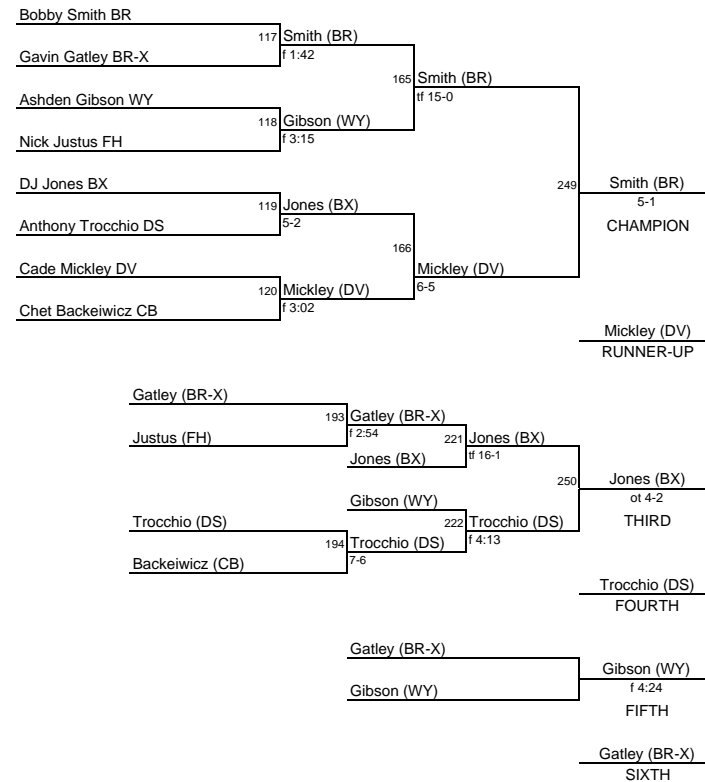 Bobby Smith BR
117 Smith (BR)
Gavin Gatley BR-X
f 1:42
165 Smith (BR)
tf 15-0
Ashden Gibson WY
118 Gibson (WY)
Nick Justus FH
f 3:15
DJ Jones BX
249 Smith (BR)
5-1
CHAMPION
119 Jones (BX)
Anthony Trocchio DS
5-2
166
Cade Mickley DV
Mickley (DV)
6-5
120 Mickley (DV)
Chet Backeiwicz CB
f 3:02
Mickley (DV)
RUNNER-UP
Gatley (BR-X)
193 Gatley (BR-X)
Justus (FH)
f 2:54
221 Jones (BX)
Jones (BX)
tf 16-1
250 Jones (BX)
ot 4-2
THIRD
Gibson (WY)
Trocchio (DS)
222 Trocchio (DS)
f 4:13
194 Trocchio (DS)
Backeiwicz (CB)
7-6
Trocchio (DS)
FOURTH
Gatley (BR-X)
Gibson (WY)
f 4:24
Gibson (WY)
FIFTH
Gatley (BR-X)
SIXTH